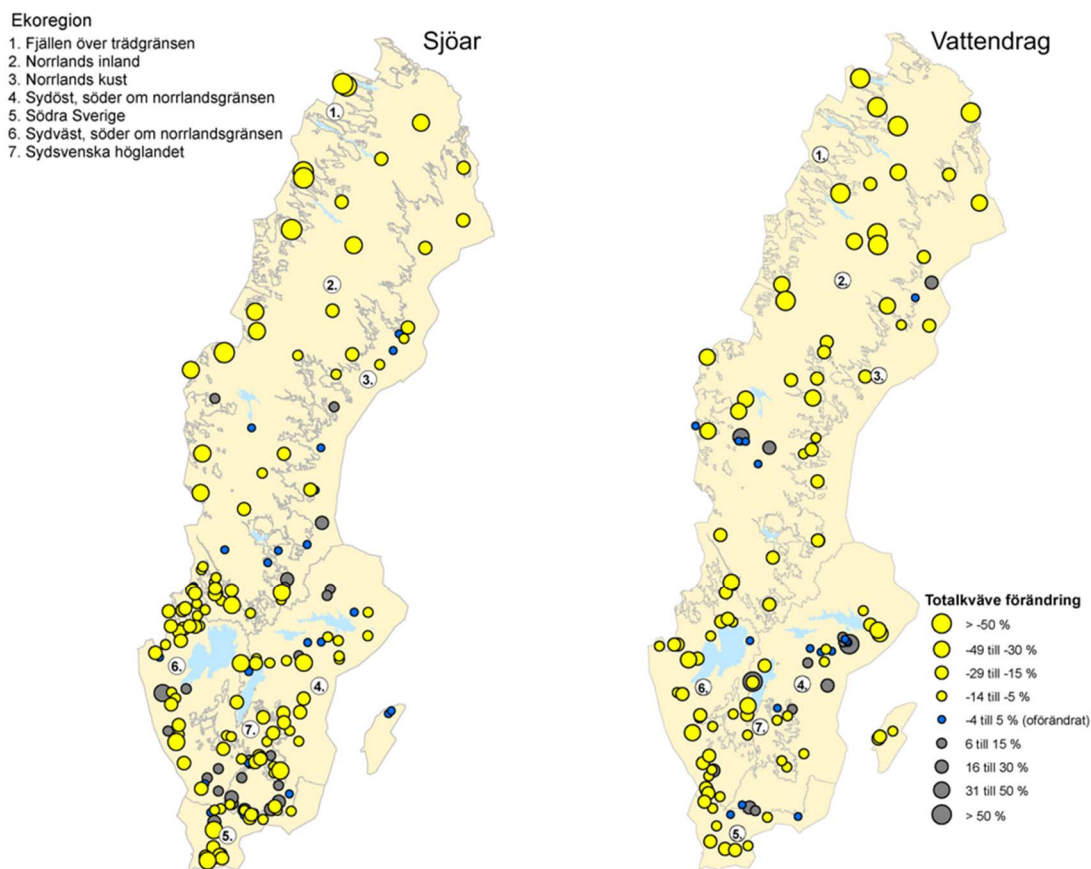 Ekoregion
1. Fjällen över trädgränsen
2. Norrlands inland
3. Norrlands kust
4. Sydöst, söder om norrlandsgränsen
5. Södra Sverige
6. Sydväst, söder om norrlandsgränsen
7. Sydsvenska höglandet
Sjöar
1.
2.
3.
6.
4.
7.
5.
Vattendrag
1.
2.
3.
6.
4.
7.
5.
Totalkväve förändring
> -50 %
-49 till -30 %
-29 till -15 %
-14 till -5 %
-4 till 5 % (oförändrat)
6 till 15 %
16 till 30 %
31 till 50 %
> 50 %